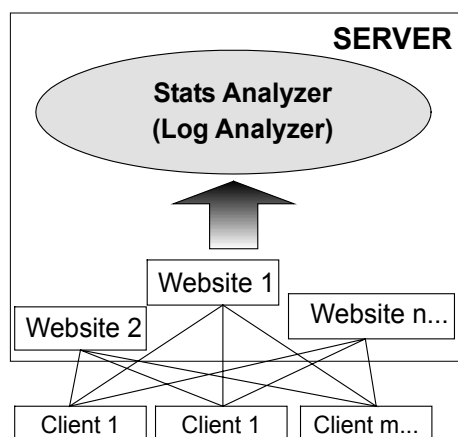 SERVER
Stats Analyzer
(Log Analyzer)
Website 1
Website 2
Website n...
Client 1
Client 1
Client m...